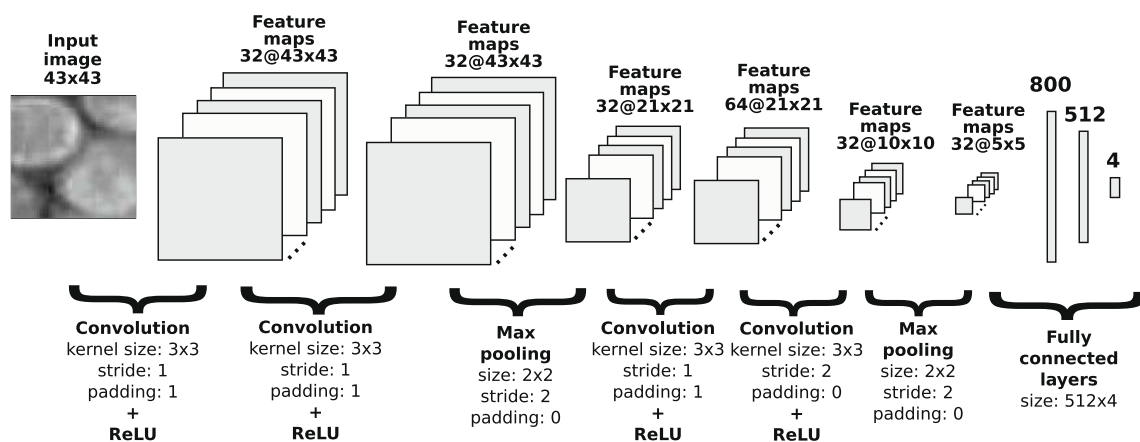 Input
image
43x43
Feature
maps
32@43x43
Feature
maps
32@43x43
Feature
maps
32@21x21
Feature
maps
64@21x21
Feature
maps
32@10x10
Feature
maps
32@5x5
800
512
4
Convolution
kernel size: 3x3
stride: 1
padding: 1
+
ReLU
Convolution
kernel size: 3x3
stride: 1
padding: 1
+
ReLU
Max
pooling
size: 2x2
stride: 2
padding: 0
Convolution
kernel size: 3x3
stride: 1
padding: 1
+
ReLU
Convolution
kernel size: 3x3
stride: 2
padding: 0
+
ReLU
Max
pooling
size: 2x2
stride: 2
padding: 0
Fully
connected
layers
size: 512x4